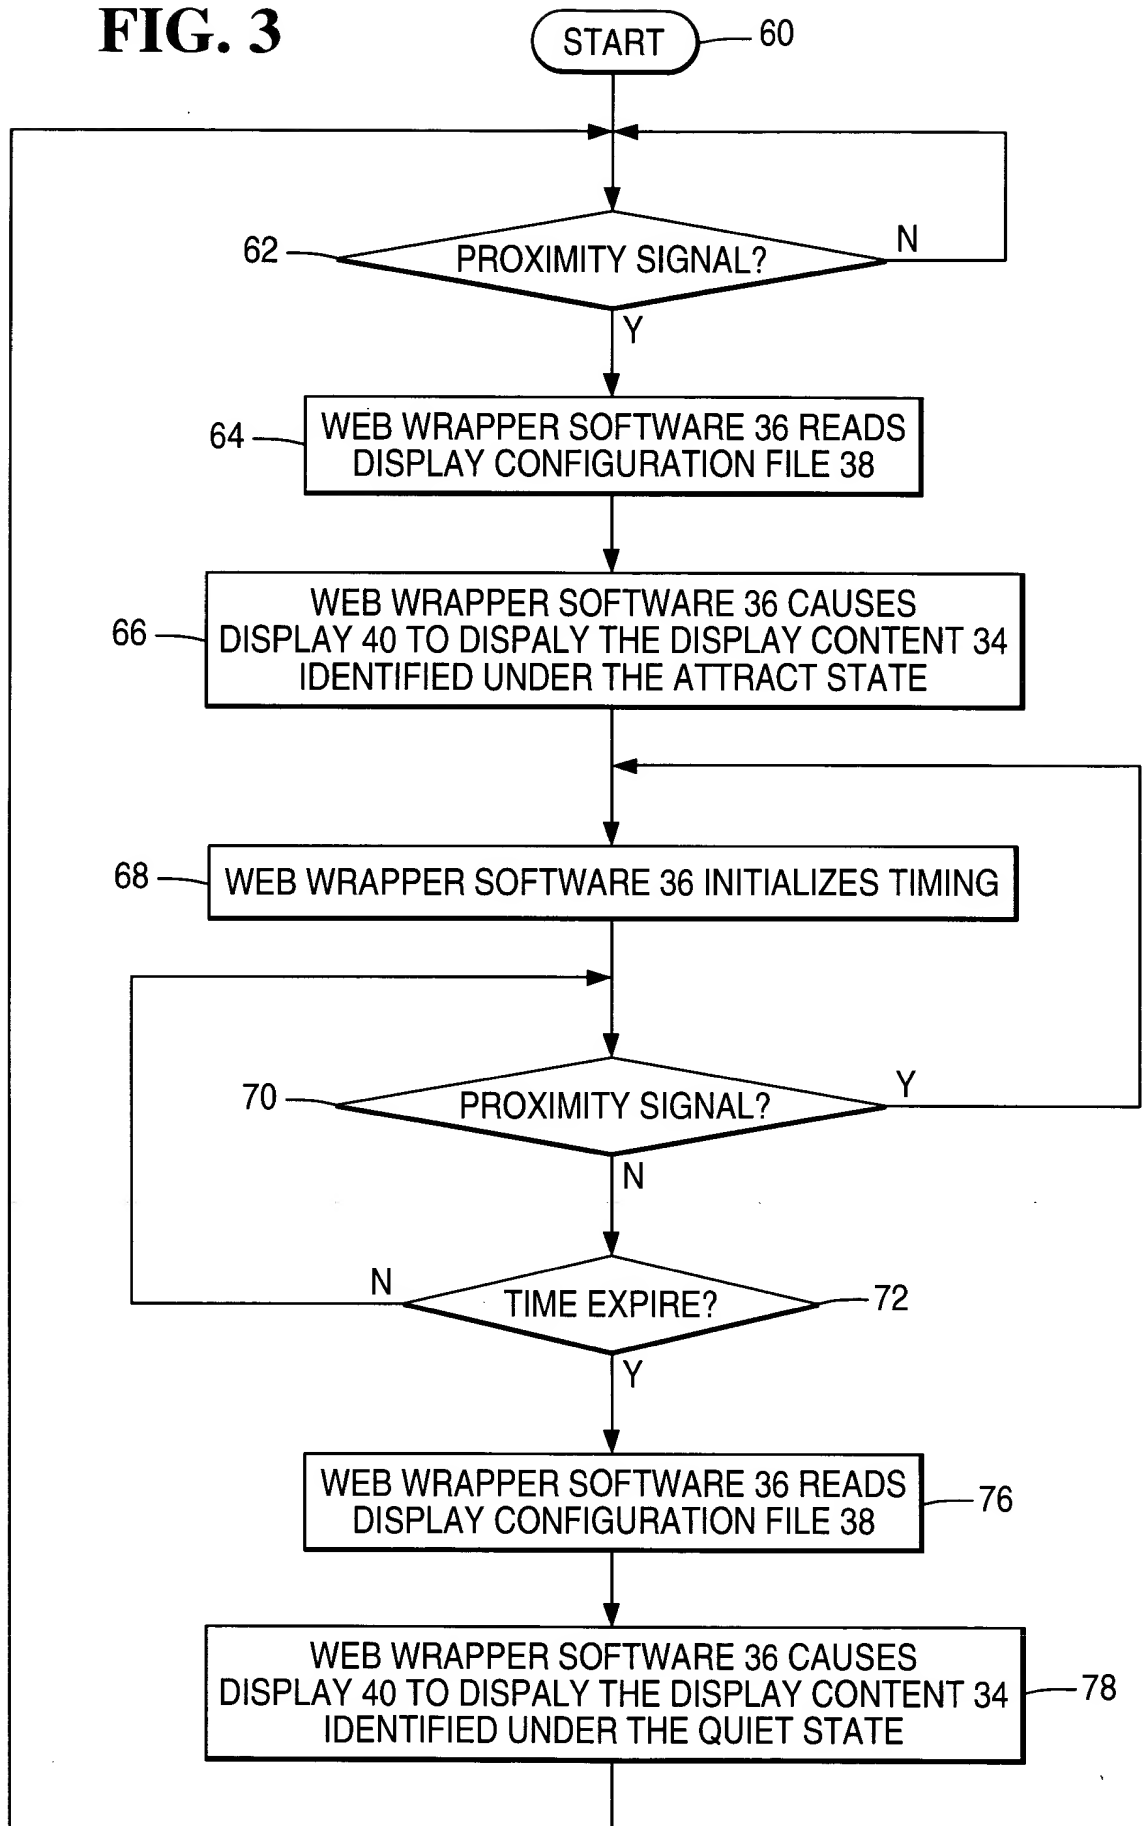 FIG. 3
START
60
62
PROXIMITY SIGNAL?
N
Y
64
WEB WRAPPER SOFTWARE 36 READS
DISPLAY CONFIGURATION FILE 38
66
WEB WRAPPER SOFTWARE 36 CAUSES
DISPLAY 40 TO DISPALY THE DISPLAY CONTENT 34
IDENTIFIED UNDER THE ATTRACT STATE
68
WEB WRAPPER SOFTWARE 36 INITIALIZES TIMING
70
PROXIMITY SIGNAL?
Y
N
N
TIME EXPIRE?
72
Y
WEB WRAPPER SOFTWARE 36 READS
DISPLAY CONFIGURATION FILE 38
76
WEB WRAPPER SOFTWARE 36 CAUSES
DISPLAY 40 TO DISPALY THE DISPLAY CONTENT 34
IDENTIFIED UNDER THE QUIET STATE
78